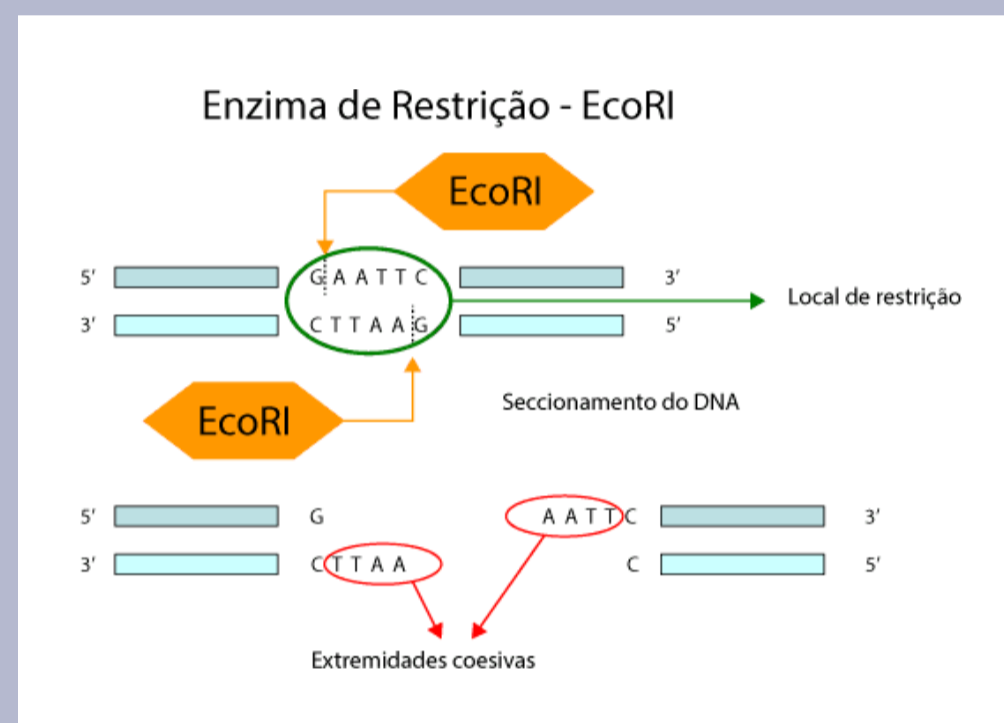 Enzima de Restrição - EcoRI
EcoRI
5' G A A T T C 3'
Local de restrição
3' C T T A A G 5'
Seccionamento do DNA
EcoRI
5' G A A T T C 3'
3' C T T A A C 5'
Extremidades coesivas